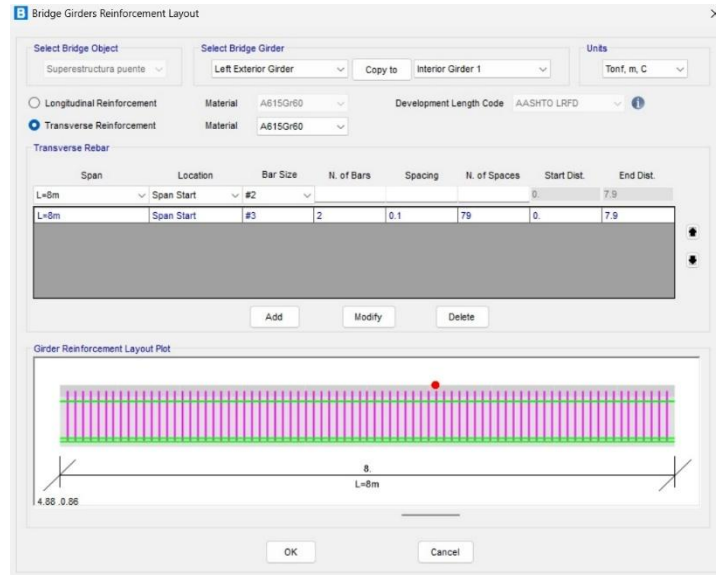 B Bridge Girders Reinforcement Layout
Select Bridge Object
Superestructura puente
Select Bridge Girder
Left Exterior Girder Copy to Interior Girder 1
Units
Tonf, m, C
Longitudinal Reinforcement Material A615Gr60 Development Length Code AASHTO LRFD
Transverse Reinforcement Material A615Gr60
Transverse Rebar
Span Location Bar Size N. of Bars Spacing N. of Spaces Start Dist. End Dist.
L=8m Span Start #2 0. 7.9
L=8m Span Start #3 2 0.1 79 0. 7.9
Add Modify Delete
Girder Reinforcement Layout Plot
8.
L=8m
4.88 .0.86
OK Cancel